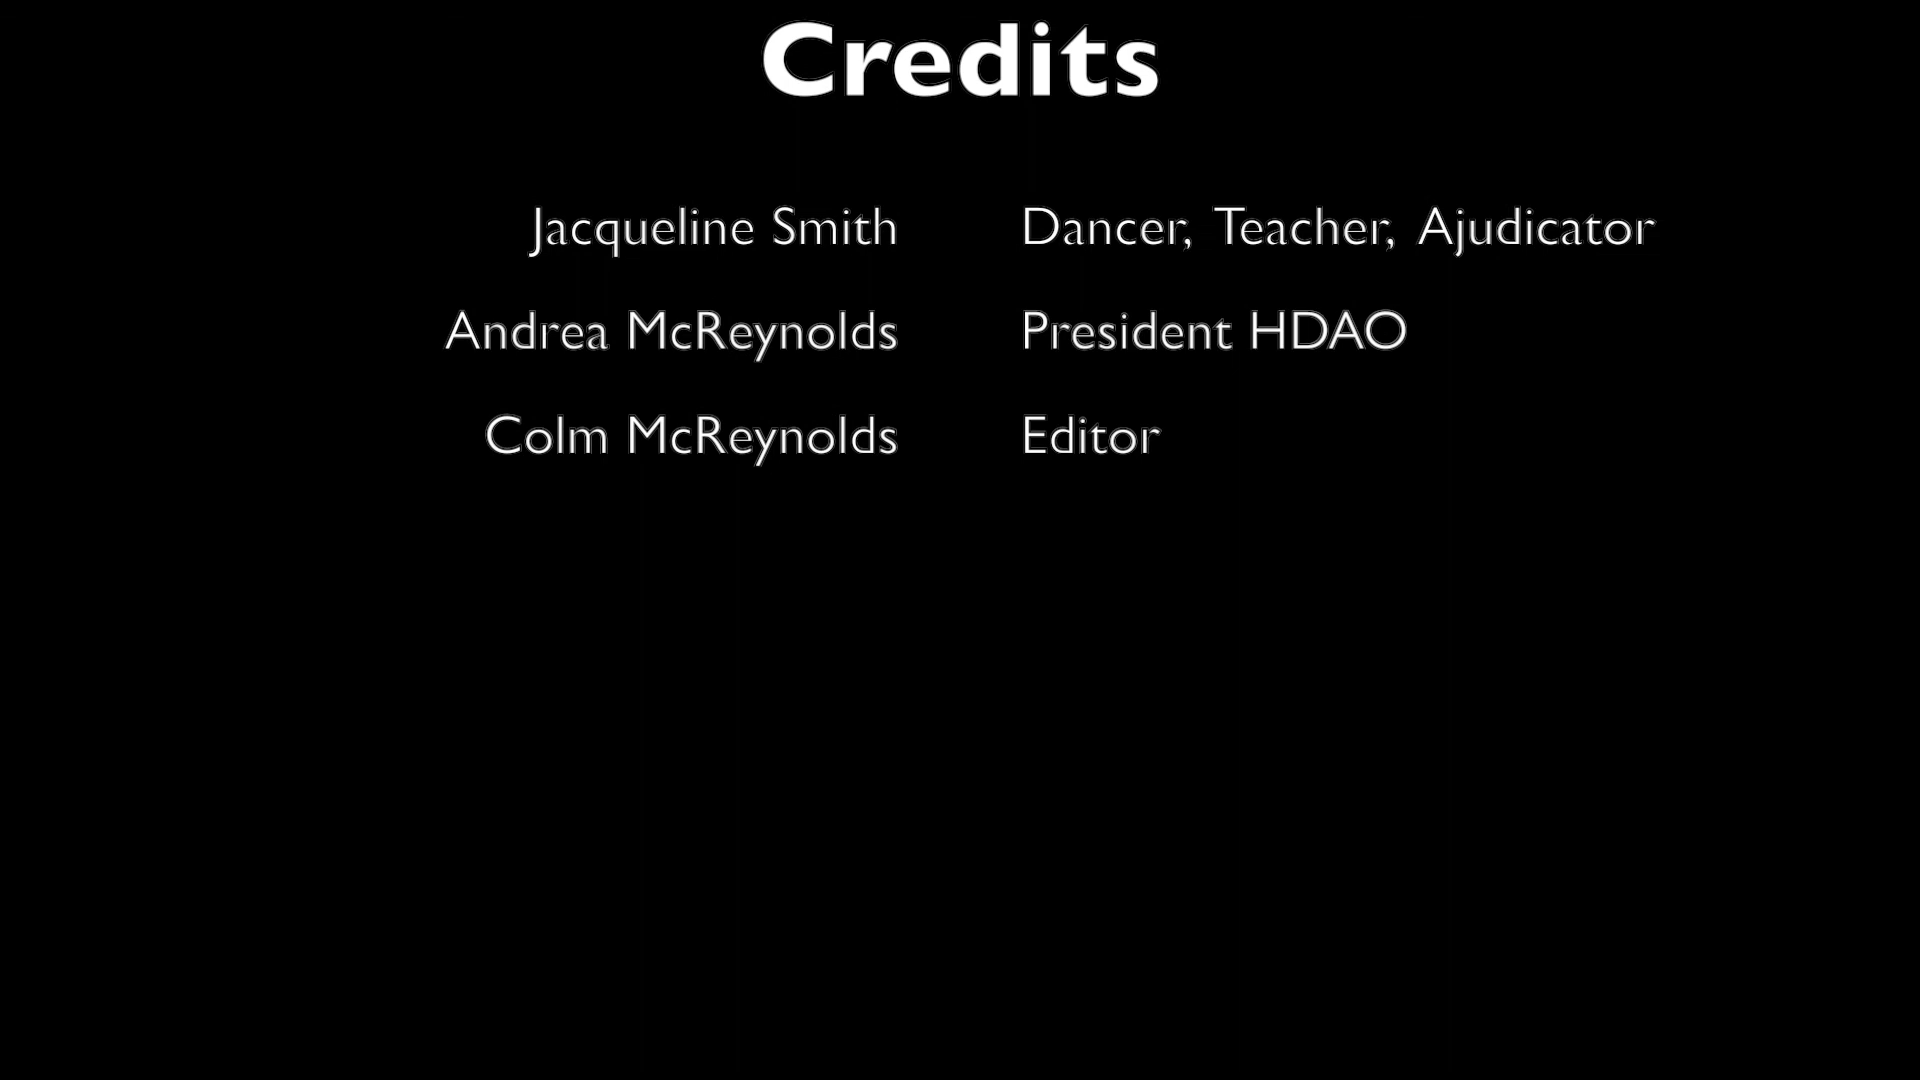 Credits
Jacqueline Smith Dancer, Teacher, Ajudicator
Andrea McReynolds President HDAO
Colm McReynolds Editor